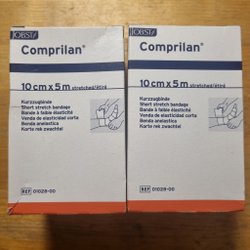 JOBST
Comprilan®
10 cm x 5 m stretched/étiré
Kurzzugbinde
Short stretch bandage
Bande à faible élasticité
Venda de elasticidad corta
Benda anelastica
Korte rek zwachtel
REF 01028-00
JOBST
Comprilan®
10 cm x 5 m stretched/étiré
Kurzzugbinde
Short stretch bandage
Bande à faible élasticité
Venda de elasticidad corta
Benda anelastica
Korte rek zwachtel
REF 01028-00